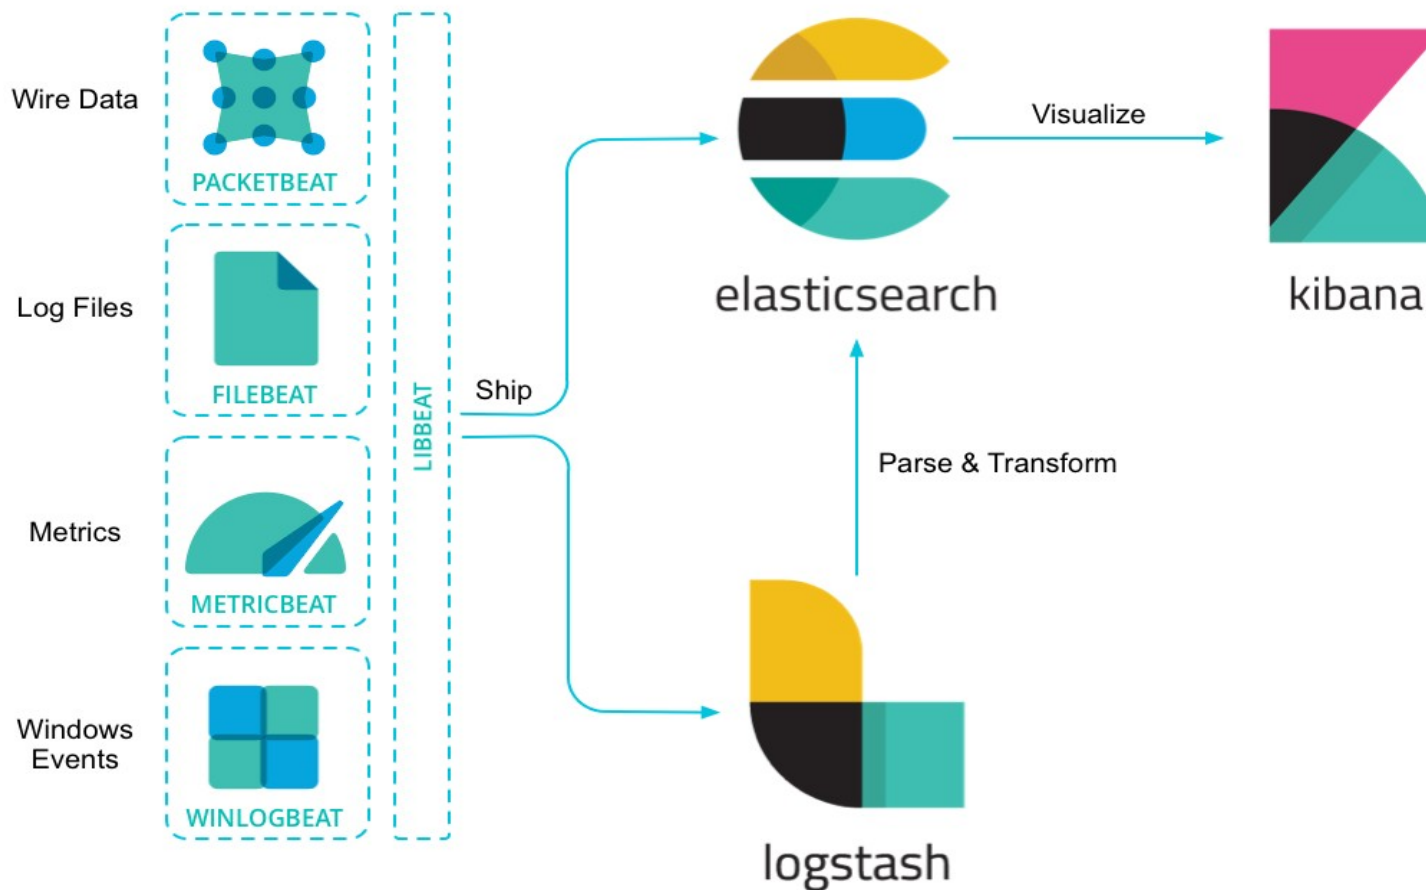 Wire Data
PACKETBEAT
Log Files
FILEBEAT
Metrics
METRICBEAT
Windows
Events
WINLOGBEAT
LIBBEAT
Ship
elasticsearch
Visualize
kibana
Parse & Transform
logstash